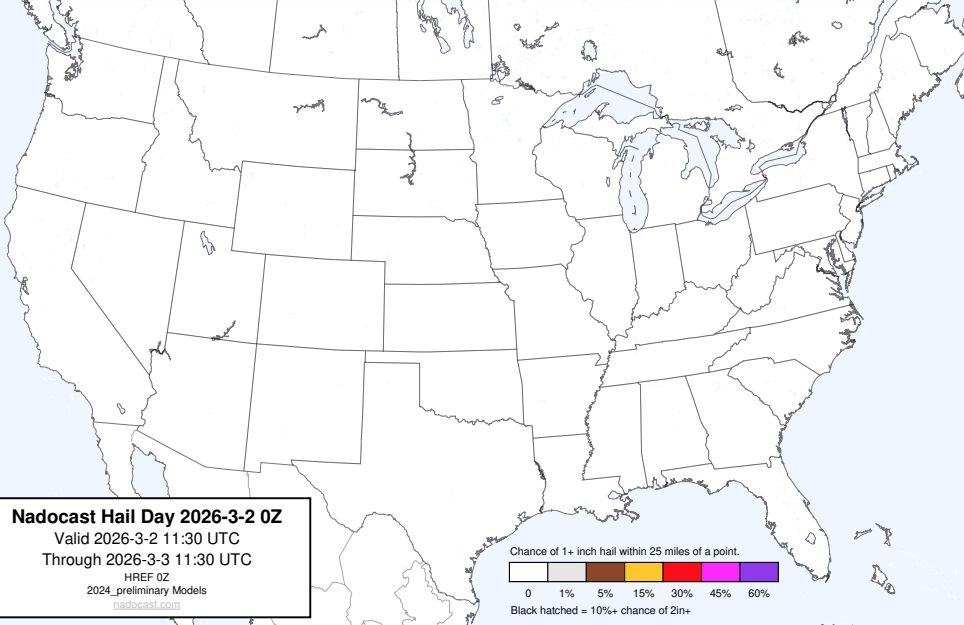 Nadocast Hail Day 2026-3-2 0Z
Valid 2026-3-2 11:30 UTC
Through 2026-3-3 11:30 UTC
HREF 0Z
2024_preliminary Models
nadocast.com
Chance of 1+ inch hail within 25 miles of a point.
0 1% 5% 15% 30% 45% 60%
Black hatched = 10%+ chance of 2in+